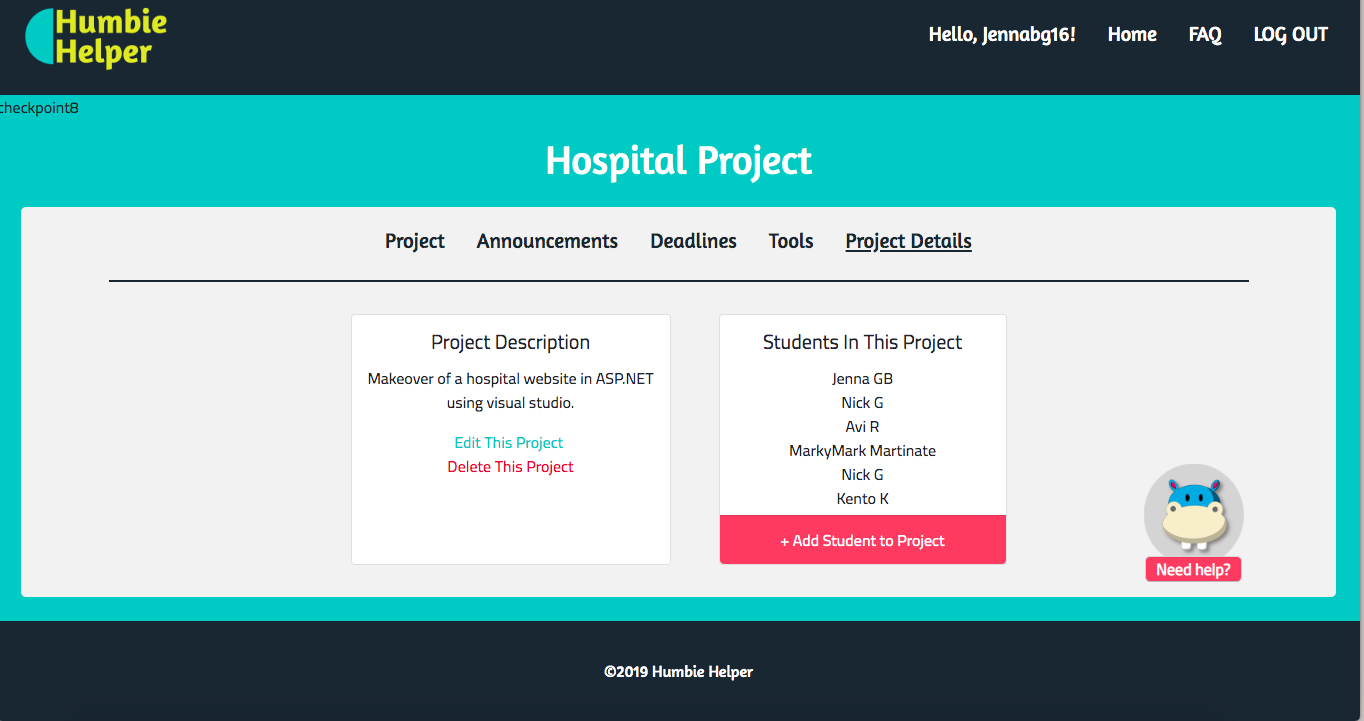 Humbie
Helper
Hello, Jennabg16!
Home
FAQ
LOG OUT
checkpoint8
Hospital Project
Project
Announcements
Deadlines
Tools
Project Details
Project Description
Makeover of a hospital website in ASP.NET
using visual studio.
Edit This Project
Delete This Project
Students In This Project
Jenna GB
Nick G
Avi R
MarkyMark Martinate
Nick G
Kento K
+ Add Student to Project
Need help?
©2019 Humbie Helper